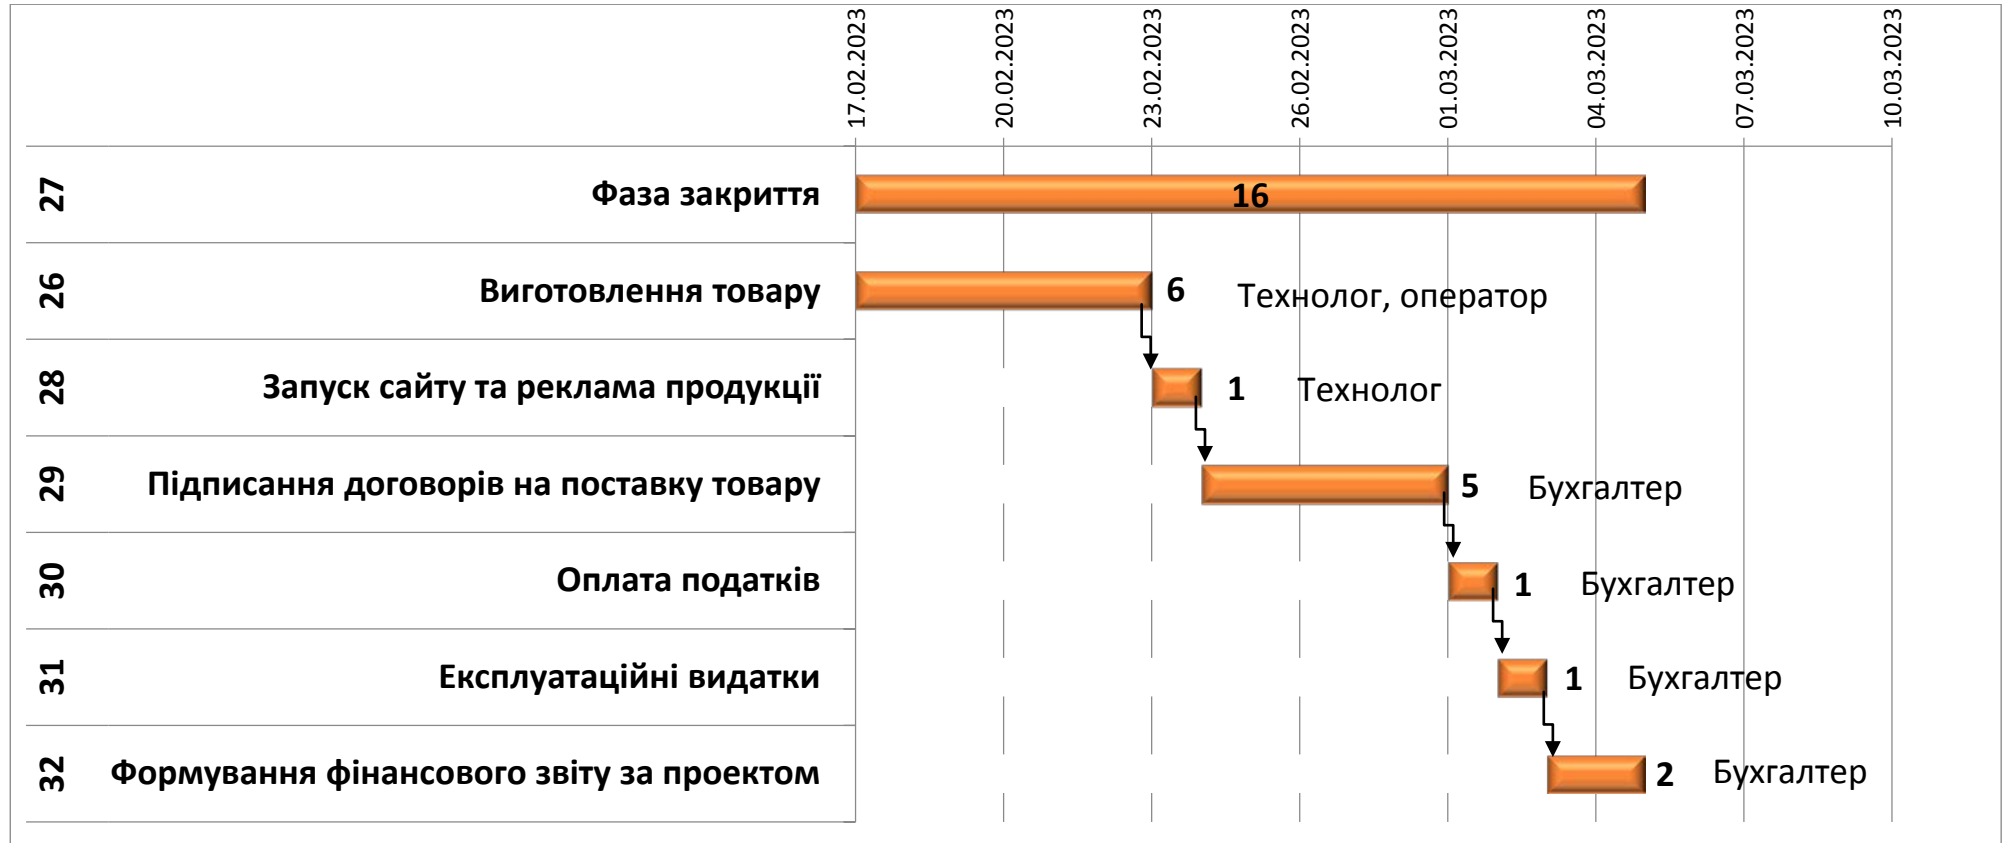 17.02.2023
20.02.2023
23.02.2023
26.02.2023
01.03.2023
04.03.2023
07.03.2023
10.03.2023
27 Фаза закриття 16
26 Виготовлення товару 6 Технолог, оператор
28 Запуск сайту та реклама продукції 1 Технолог
29 Підписання договорів на поставку товару 5 Бухгалтер
30 Оплата податків 1 Бухгалтер
31 Експлуатаційні видатки 1 Бухгалтер
32 Формування фінансового звіту за проектом 2 Бухгалтер